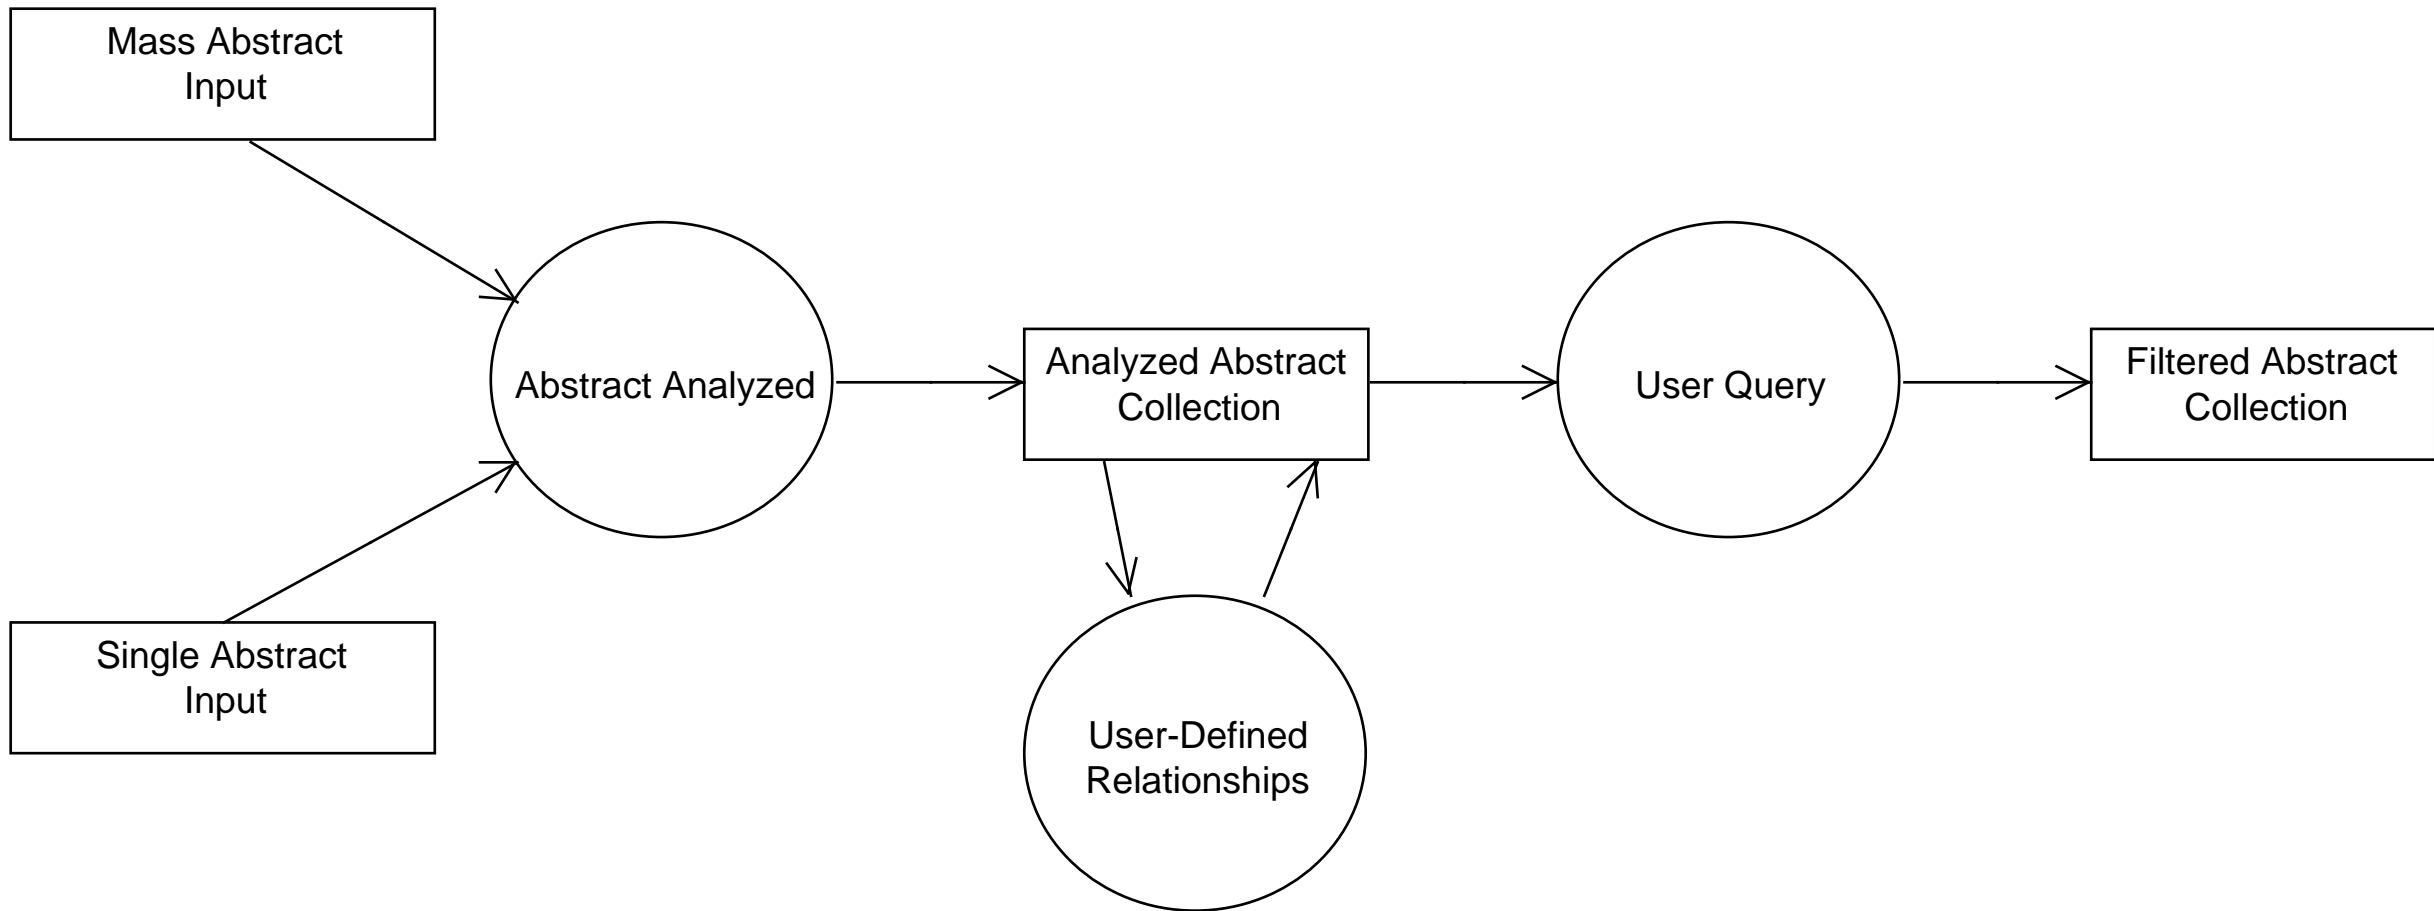 Mass Abstract
Input
Abstract Analyzed
Analyzed Abstract
Collection
User Query
Filtered Abstract
Collection
Single Abstract
Input
User-Defined
Relationships